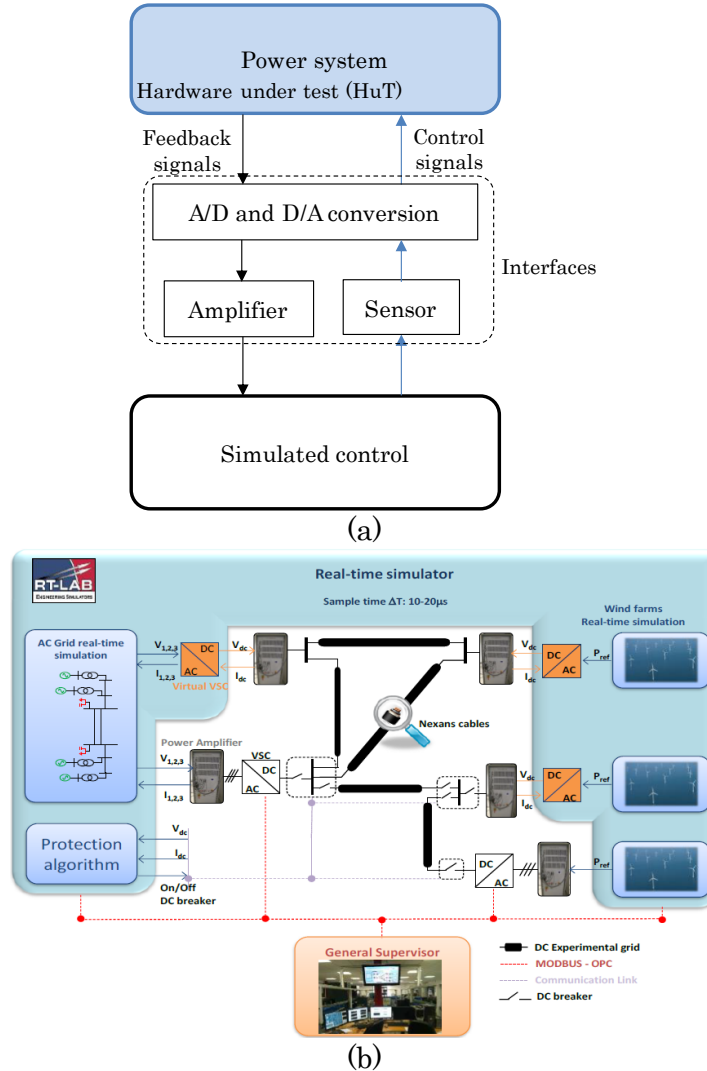 Power system
Hardware under test (HuT)
Feedback
signals
Control
signals
A/D and D/A conversion
Interfaces
Amplifier
Sensor
Simulated control
(a)
RT-LAB
ENGINEERING SIMULATORS
Real-time simulator
Sample time ΔT: 10-20µs
AC Grid real-time
simulation
V1,2,3
I1,2,3
DC
AC
Virtual VSC
Vdc
Idc
Vdc
Idc
DC
AC
Pref
Wind farms
Real-time simulation
Nexans cables
Power Amplifier
V1,2,3
I1,2,3
VSC
DC
AC
Vdc
Idc
DC
AC
Pref
Protection
algorithm
Vdc
Idc
On/Off
DC breaker
DC
AC
Pref
General Supervisor
DC Experimental grid
MODBUS - OPC
Communication Link
DC breaker
(b)